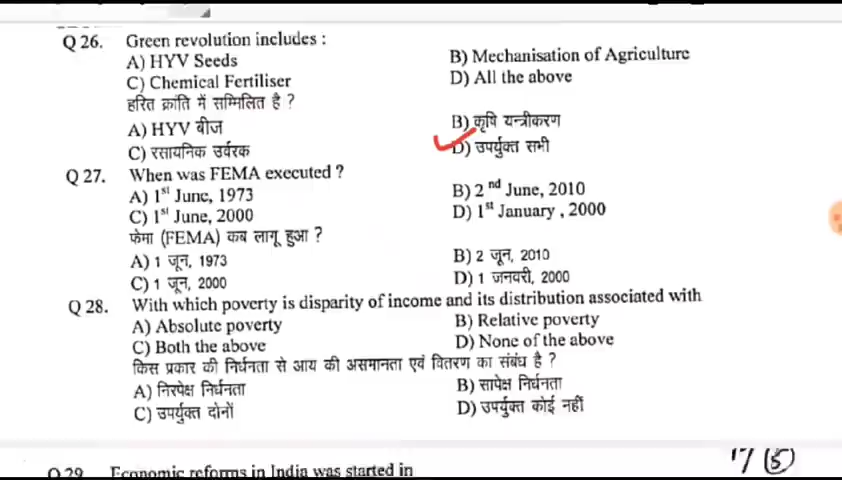 Q 26. Green revolution includes :
A) HYV Seeds B) Mechanisation of Agriculture
C) Chemical Fertiliser D) All the above
हरित क्रांति में सम्मिलित है ?
A) HYV बीज B) कृषि यन्त्रीकरण
C) रसायनिक उर्वरक D) उपर्युक्त सभी
Q 27. When was FEMA executed ?
A) 1st June, 1973 B) 2nd June, 2010
C) 1st June, 2000 D) 1st January , 2000
फेमा (FEMA) कब लागू हुआ ?
A) 1 जून, 1973 B) 2 जून, 2010
C) 1 जून, 2000 D) 1 जनवरी, 2000
Q 28. With which poverty is disparity of income and its distribution associated with
A) Absolute poverty B) Relative poverty
C) Both the above D) None of the above
किस प्रकार की निर्धनता से आय की असमानता एवं वितरण का संबंध है ?
A) निरपेक्ष निर्धनता B) सापेक्ष निर्धनता
C) उपर्युक्त दोनों D) उपर्युक्त कोई नहीं
17 (5)
Q 29. Economic reforms in India was started in